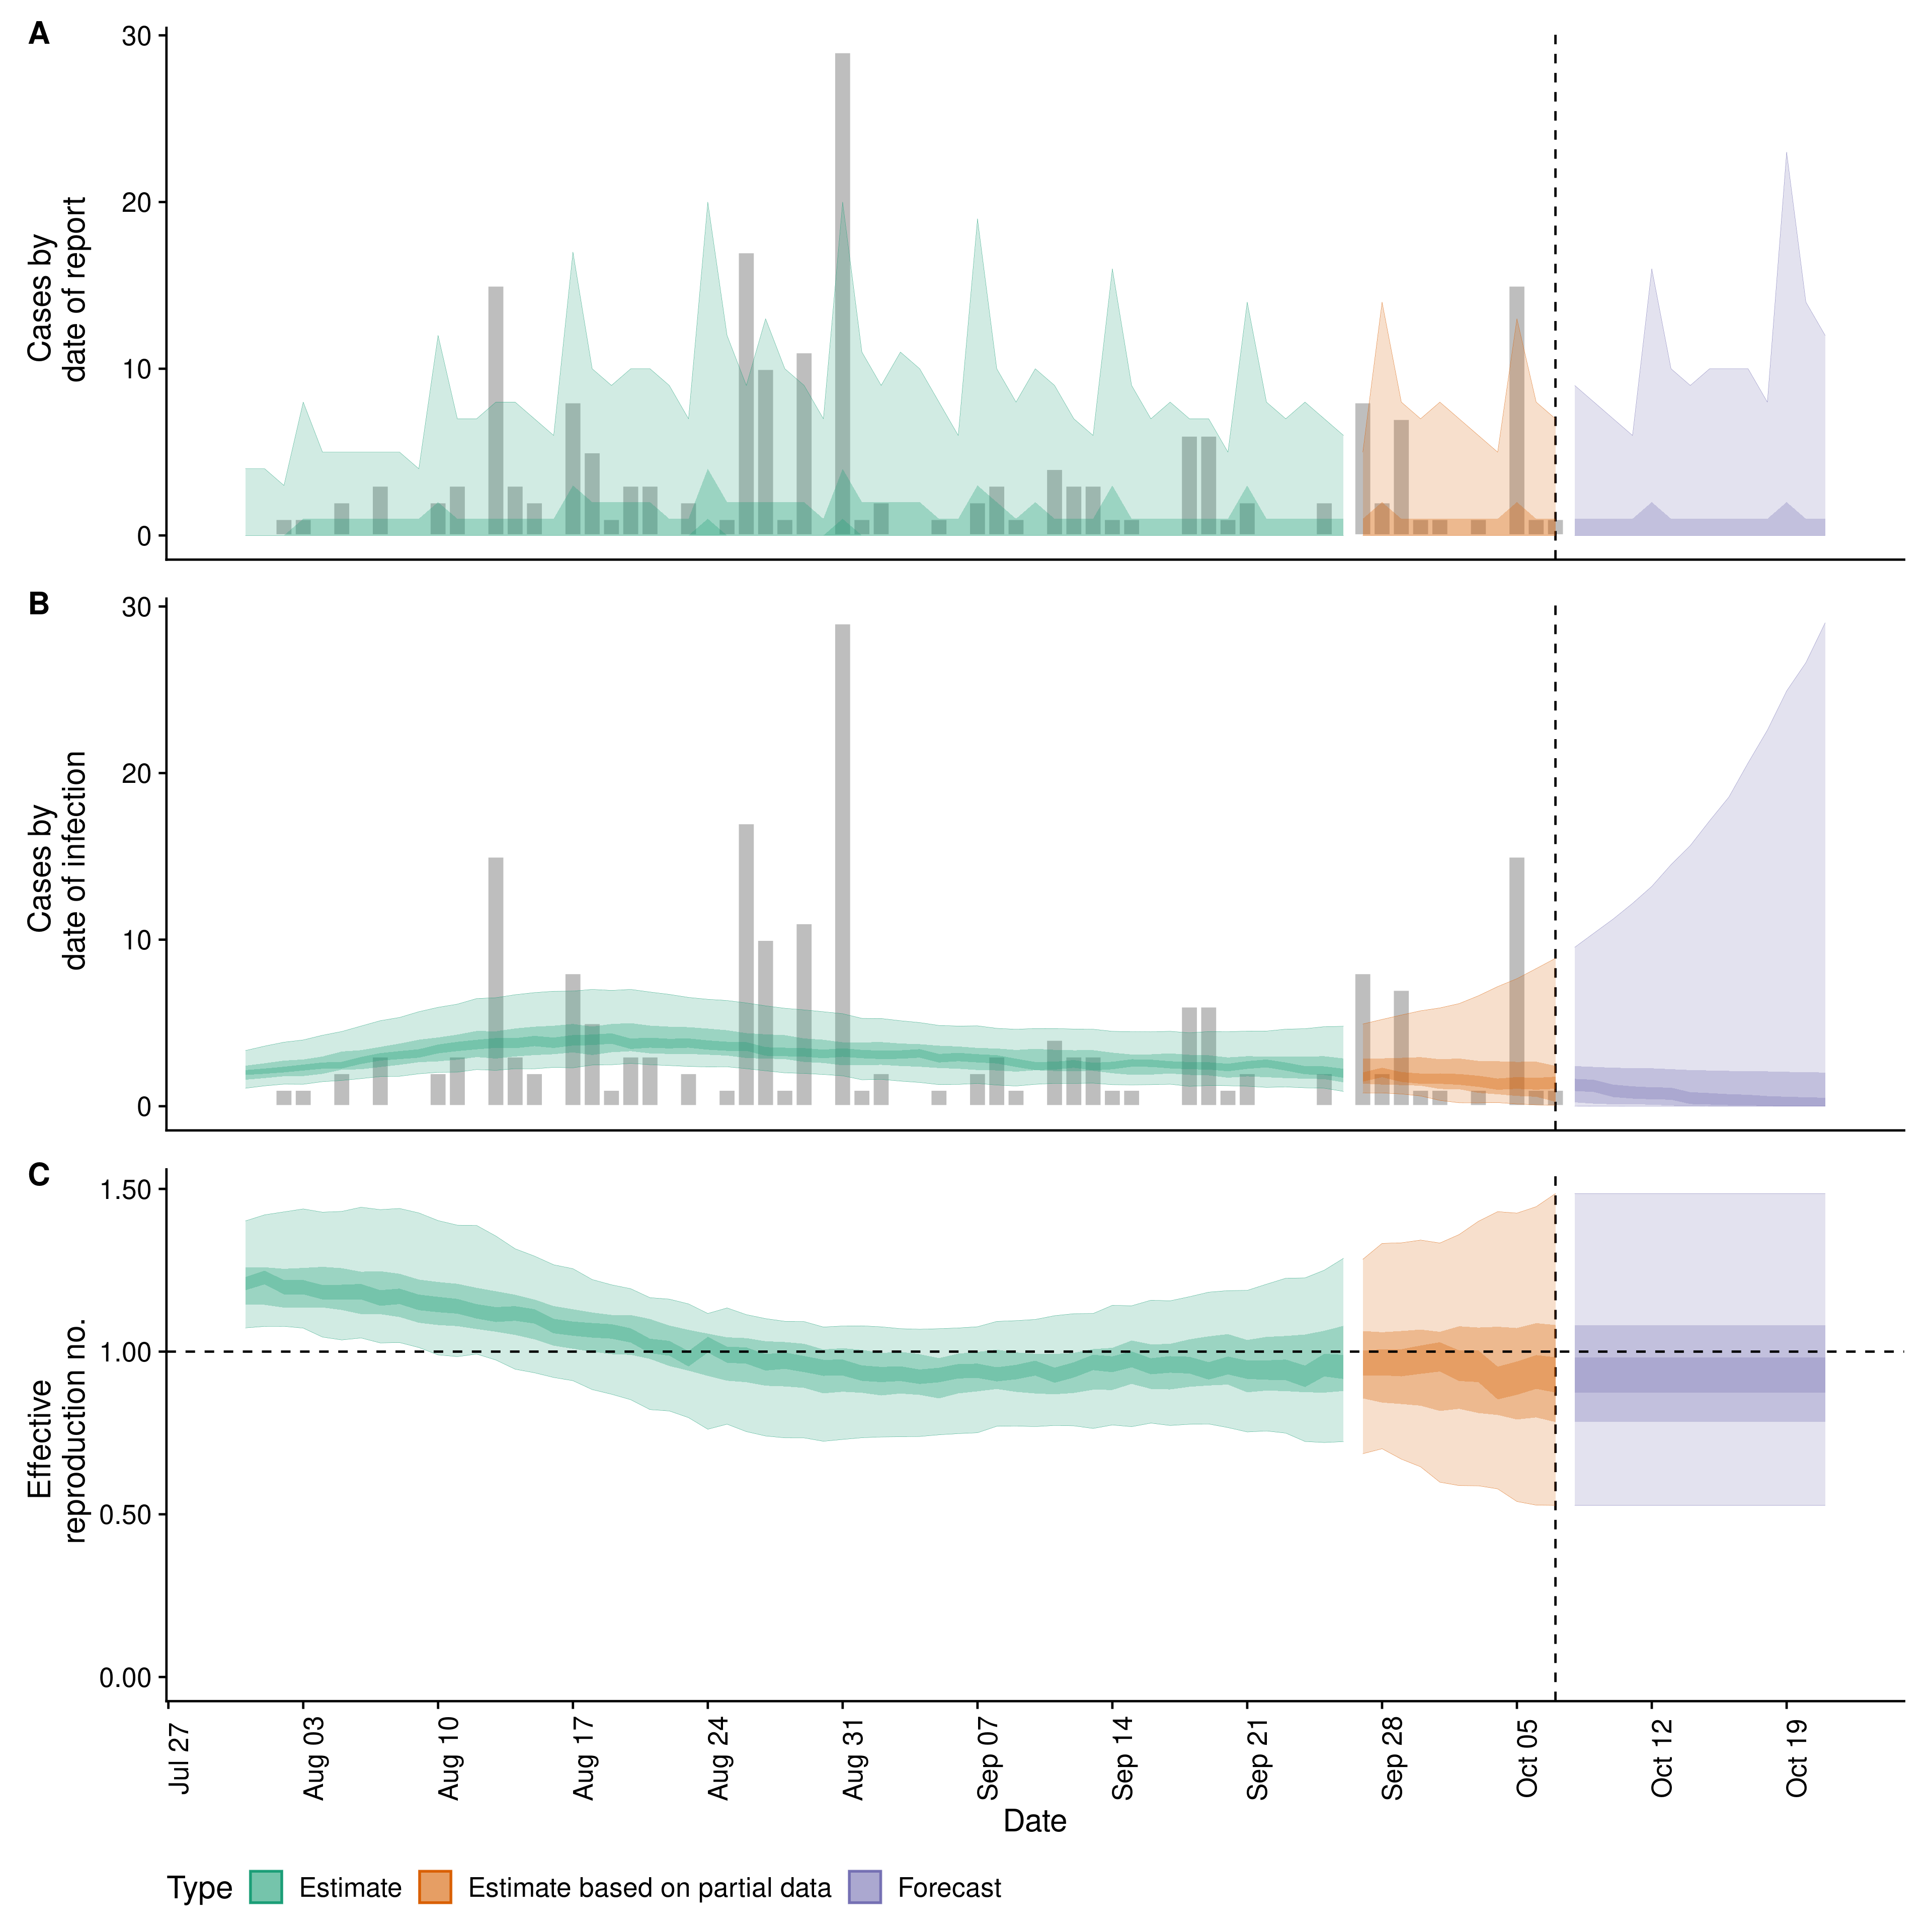 A
Cases by
date of report
30
20
10
0
B
Cases by
date of infection
30
20
10
0
C
Effective
reproduction no.
1.50
1.00
0.50
0.00
Jul 27
Aug 03
Aug 10
Aug 17
Aug 24
Aug 31
Sep 07
Sep 14
Sep 21
Sep 28
Oct 05
Oct 12
Oct 19
Date
Type Estimate Estimate based on partial data Forecast